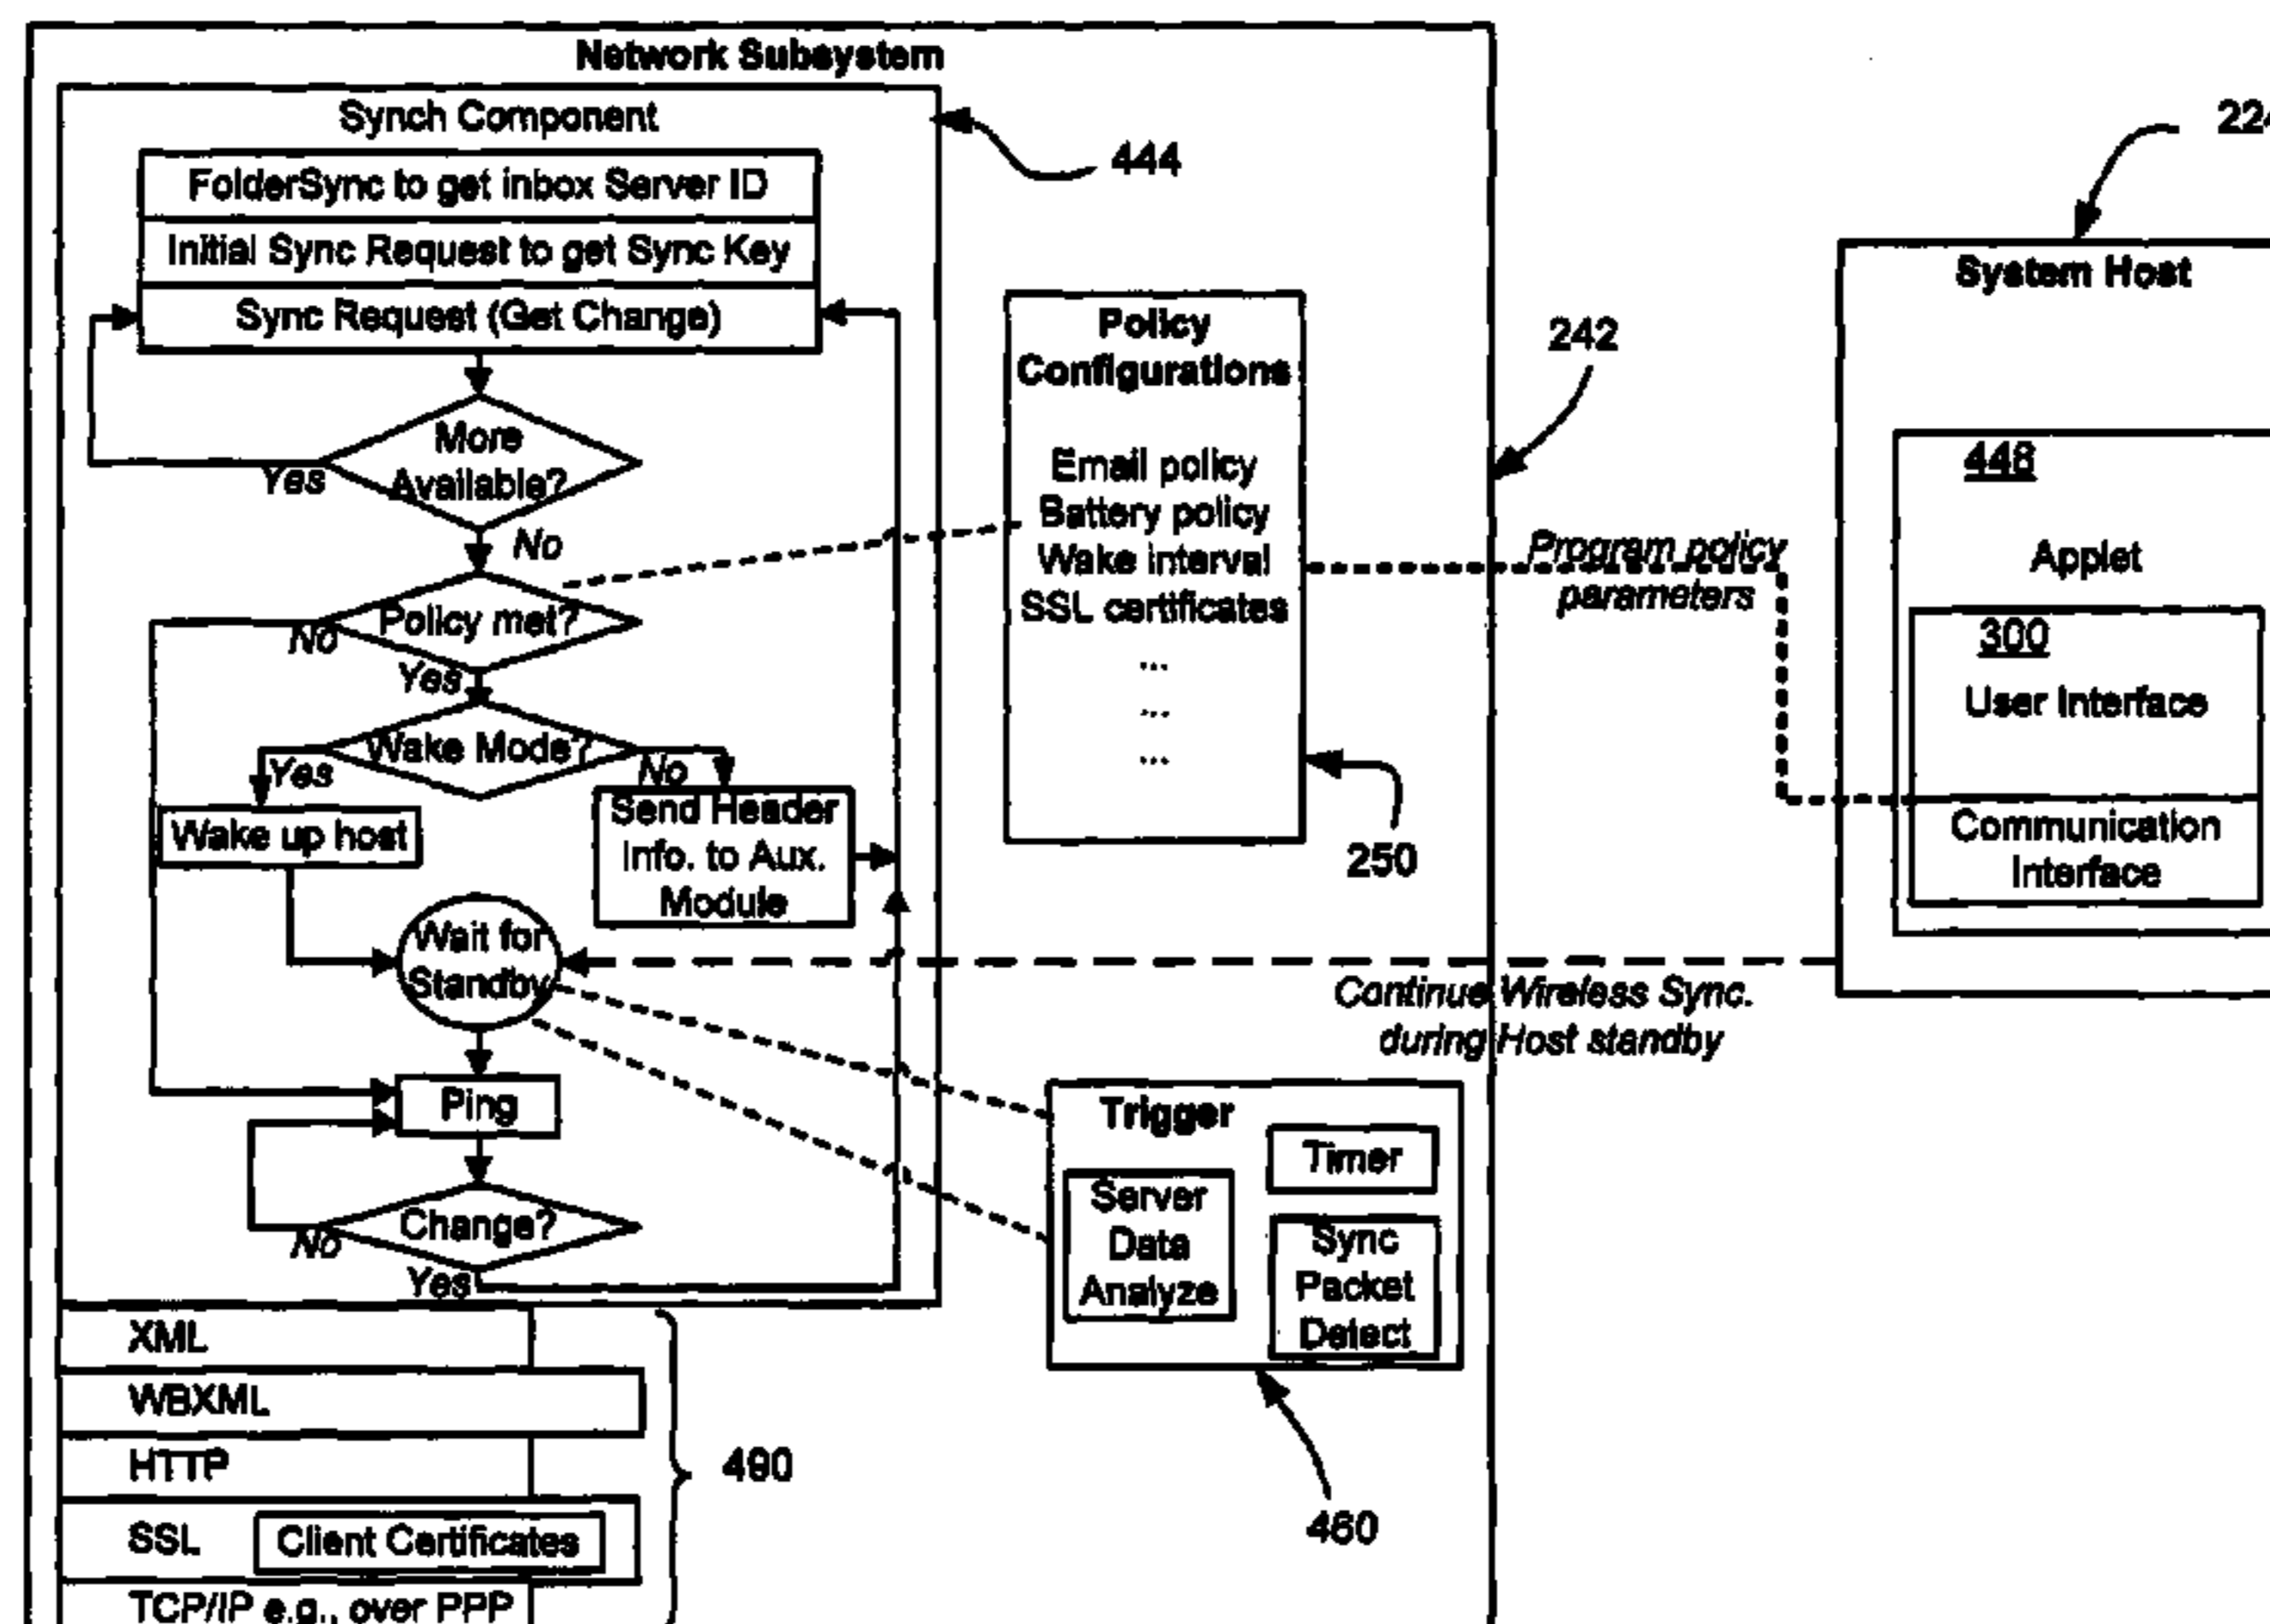 Network Subsystem
Synch Component
444
FolderSync to get inbox Server ID
Initial Sync Request to get Sync Key
Sync Request (Get Change)
More
Available?
Yes
No
Policy met?
No
Yes
Wake Mode?
Yes
No
Wake up host
Send Header
Info. to Aux.
Module
Wait for
Standby
Ping
Change?
No
Yes
XML
WBXML
HTTP
SSL
Client Certificates
TCP/IP e.g., over PPP
490
Policy
Configurations
Email policy
Battery policy
Wake interval
SSL certificates
...
...
...
250
242
Program policy
parameters
Continue Wireless Sync.
during Host standby
Trigger
Timer
Server
Data
Analyze
Sync
Packet
Detect
460
224
System Host
446
Applet
300
User Interface
Communication
Interface